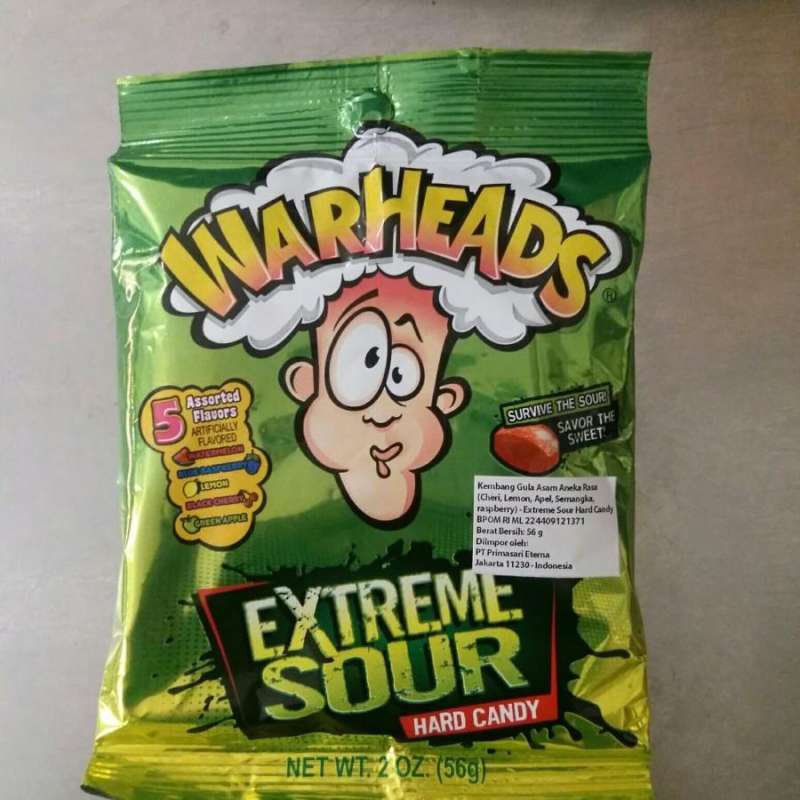 WARHEADS®
5 Assorted
Flavors
ARTIFICIALLY
FLAVORED
WATERMELON
BLUE RASPBERRY
LEMON
BLACK CHERRY
GREEN APPLE
SURVIVE THE SOUR!
SAVOR THE
SWEET!
Kembang Gula Asam Aneka Rasa
(Cheri, Lemon, Apel, Semangka,
raspberry) - Extreme Sour Hard Candy
BPOM RI ML 224409121371
Berat Bersih: 56 g
Diimpor oleh:
PT Primasari Eterna
Jakarta 11230 - Indonesia
EXTREME
SOUR
HARD CANDY
NET WT. 2 OZ. (56g)